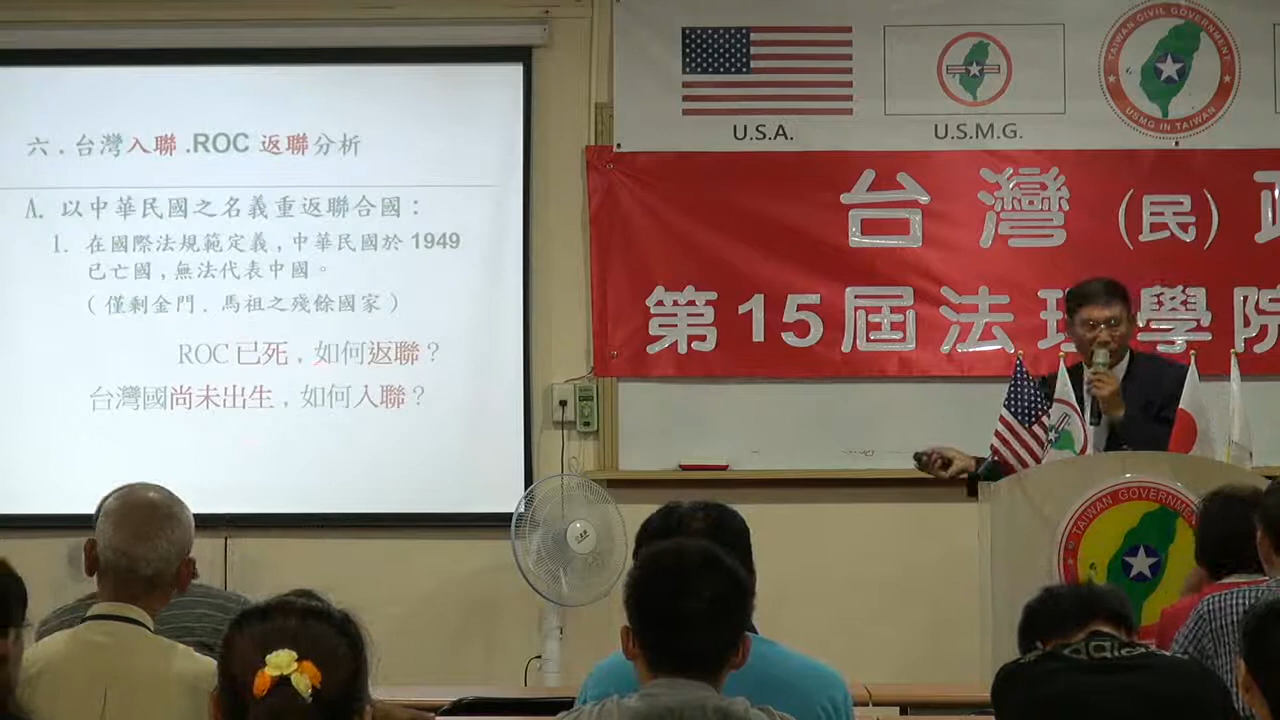 六．台灣入聯．ROC 返聯分析
A. 以中華民國之名義重返聯合國：
1. 在國際法規範定義，中華民國於 1949
已亡國，無法代表中國。
（僅剩金門．馬祖之殘餘國家）
ROC 已死，如何返聯？
台灣國尚未出生，如何入聯？
U.S.A.
U.S.M.G.
TAIWAN CIVIL GOVERNMENT
USMG IN TAIWAN
台灣（民）政
第15屆法理學院
TAIWAN GOVERNMENT
adidas